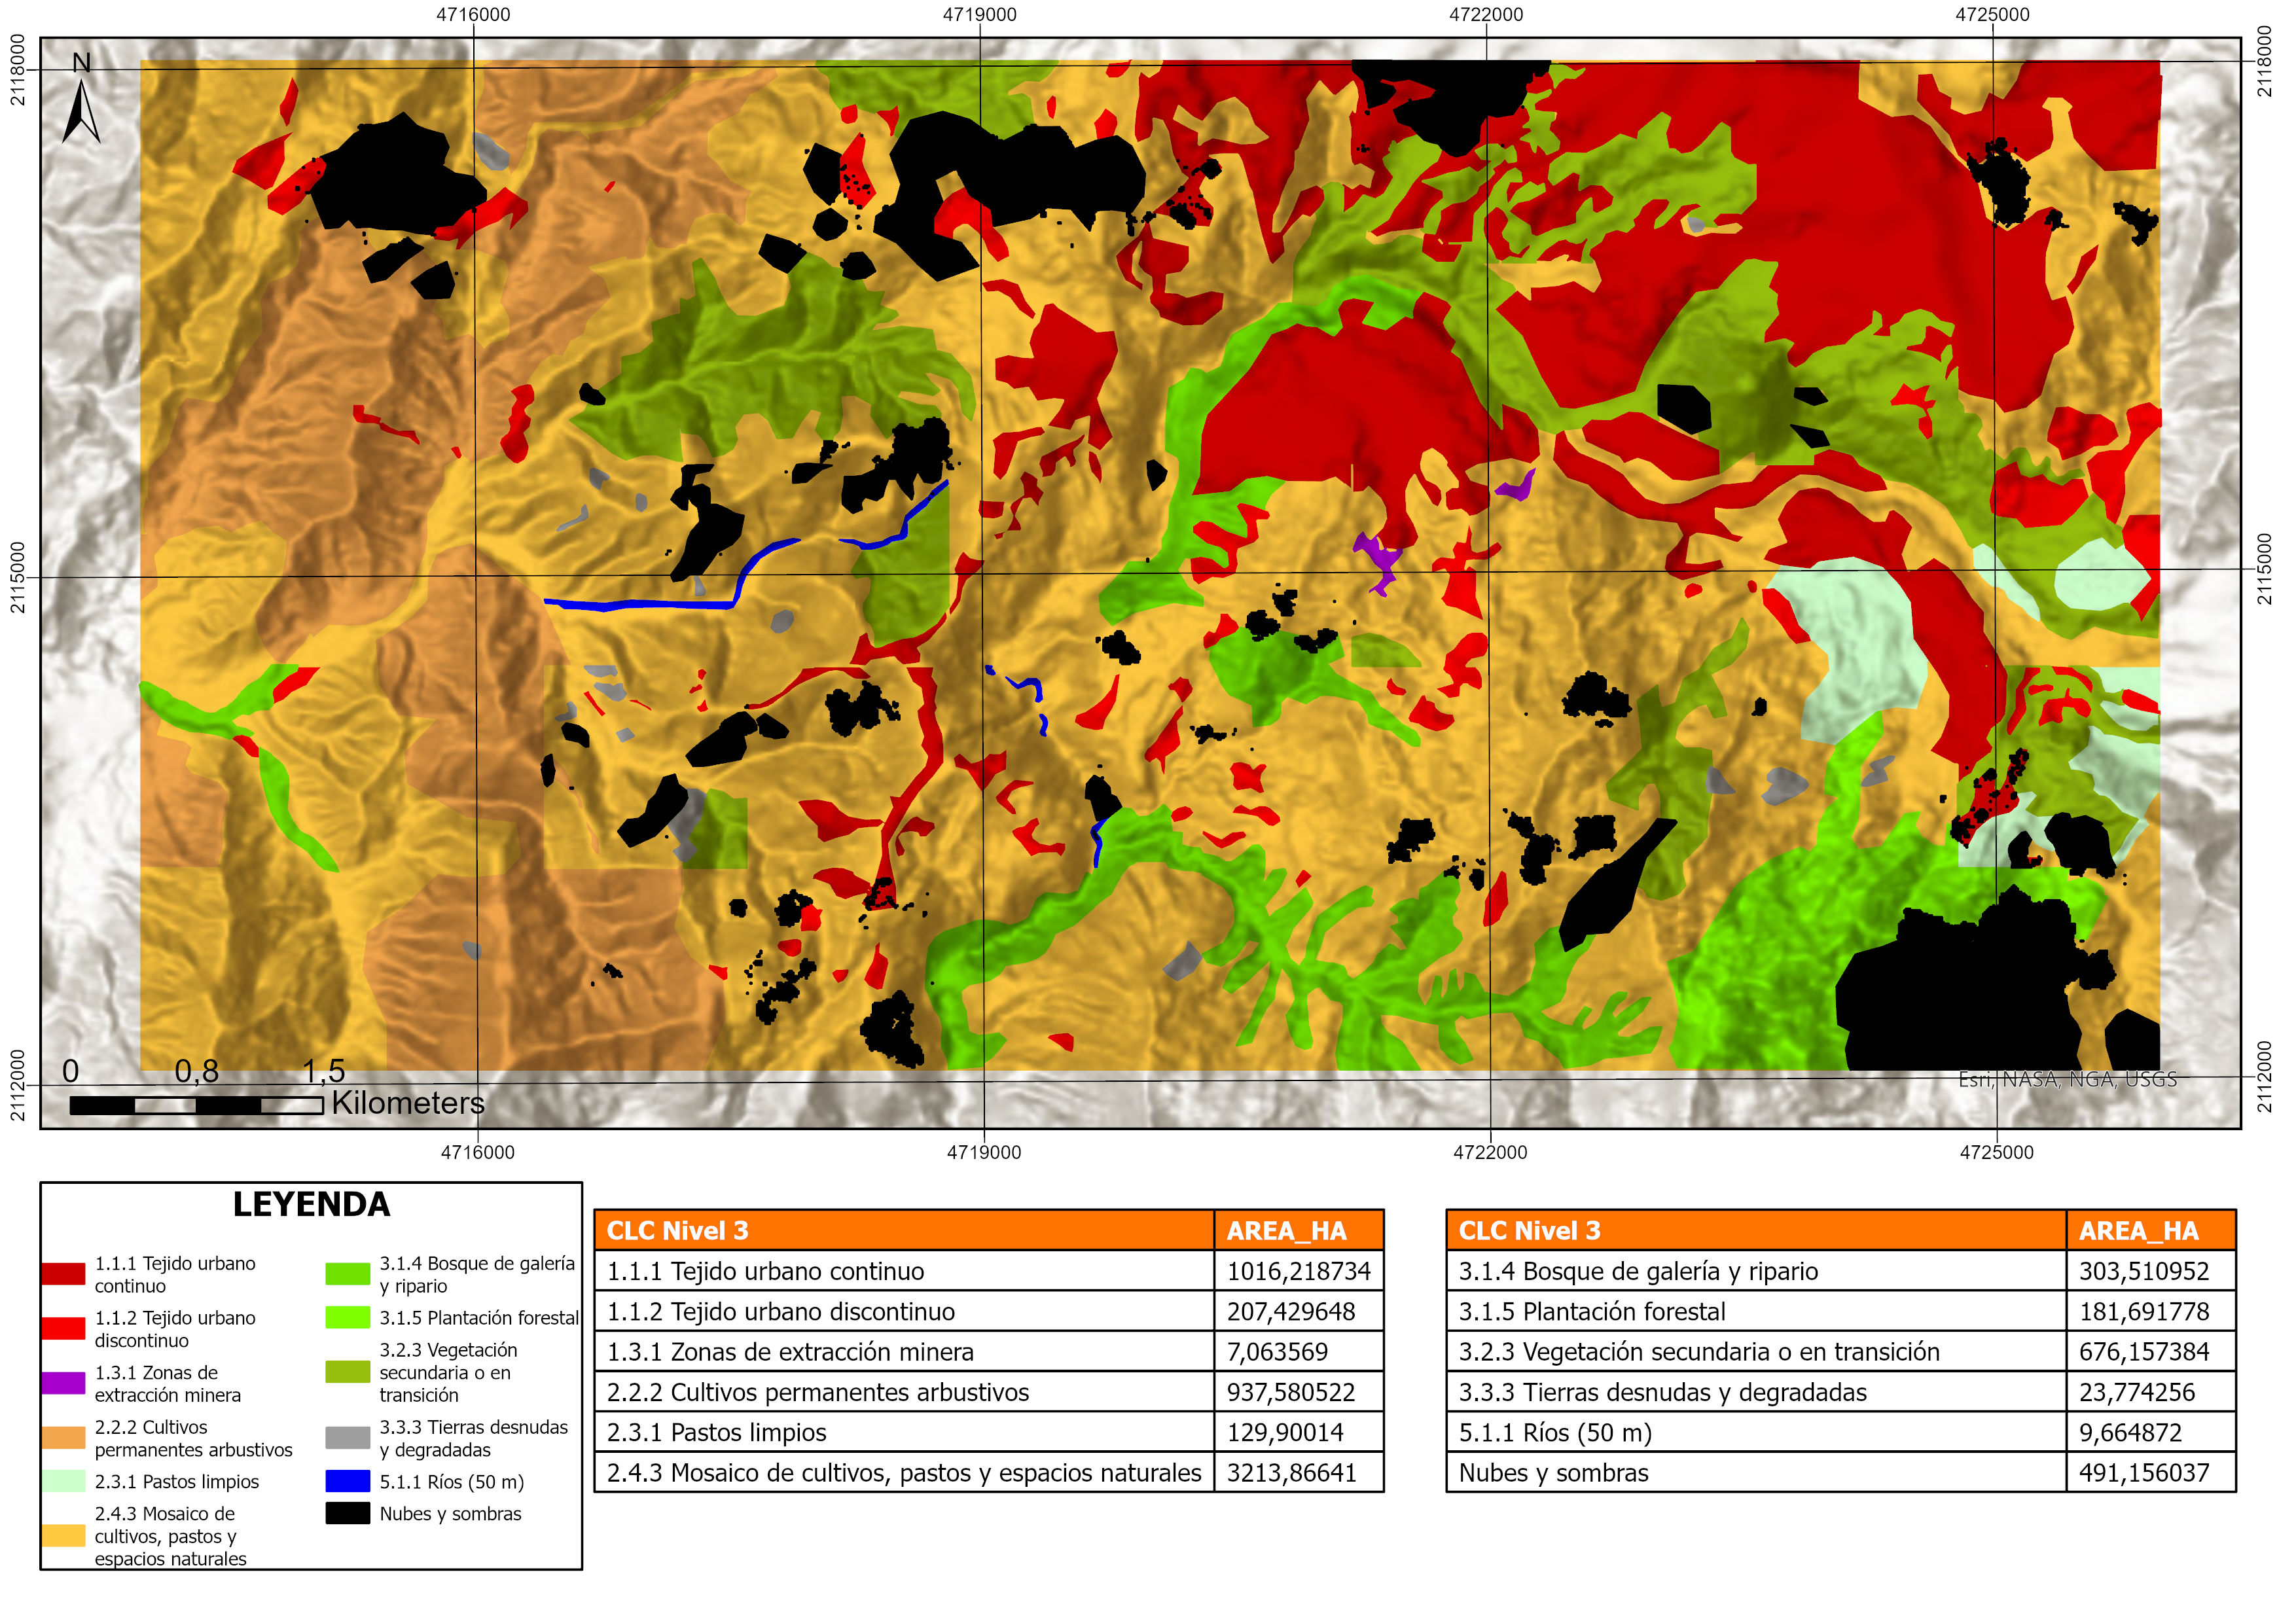 4716000 4719000 4722000 4725000
2118000
2118000
N
2115000
2115000
0 0,8 1,5
Kilometers
Esri, NASA, NGA, USGS
2112000
2112000
4716000 4719000 4722000 4725000
LEYENDA
1.1.1 Tejido urbano
continuo
1.1.2 Tejido urbano
discontinuo
1.3.1 Zonas de
extracción minera
2.2.2 Cultivos
permanentes arbustivos
2.3.1 Pastos limpios
2.4.3 Mosaico de
cultivos, pastos y
espacios naturales
3.1.4 Bosque de galería
y ripario
3.1.5 Plantación forestal
3.2.3 Vegetación
secundaria o en
transición
3.3.3 Tierras desnudas
y degradadas
5.1.1 Ríos (50 m)
Nubes y sombras
CLC Nivel 3 AREA_HA
1.1.1 Tejido urbano continuo 1016,218734
1.1.2 Tejido urbano discontinuo 207,429648
1.3.1 Zonas de extracción minera 7,063569
2.2.2 Cultivos permanentes arbustivos 937,580522
2.3.1 Pastos limpios 129,90014
2.4.3 Mosaico de cultivos, pastos y espacios naturales 3213,86641
CLC Nivel 3 AREA_HA
3.1.4 Bosque de galería y ripario 303,510952
3.1.5 Plantación forestal 181,691778
3.2.3 Vegetación secundaria o en transición 676,157384
3.3.3 Tierras desnudas y degradadas 23,774256
5.1.1 Ríos (50 m) 9,664872
Nubes y sombras 491,156037